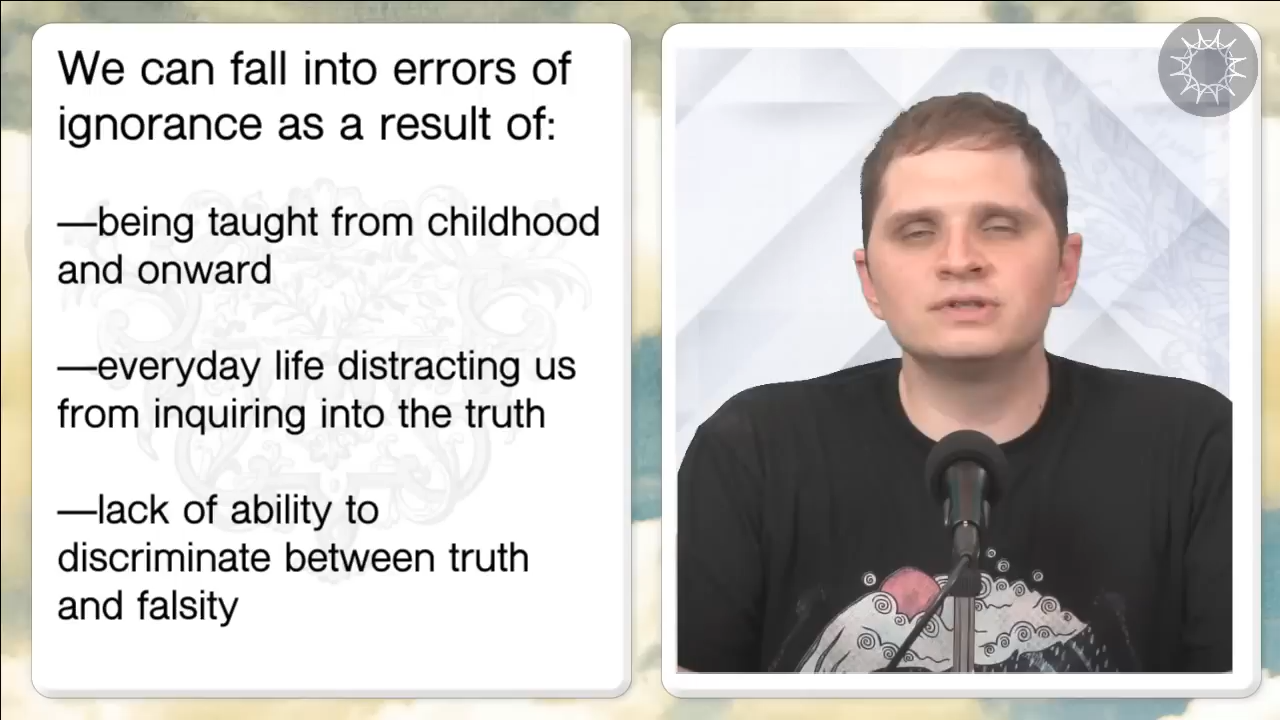 We can fall into errors of
ignorance as a result of:
—being taught from childhood
and onward
—everyday life distracting us
from inquiring into the truth
—lack of ability to
discriminate between truth
and falsity